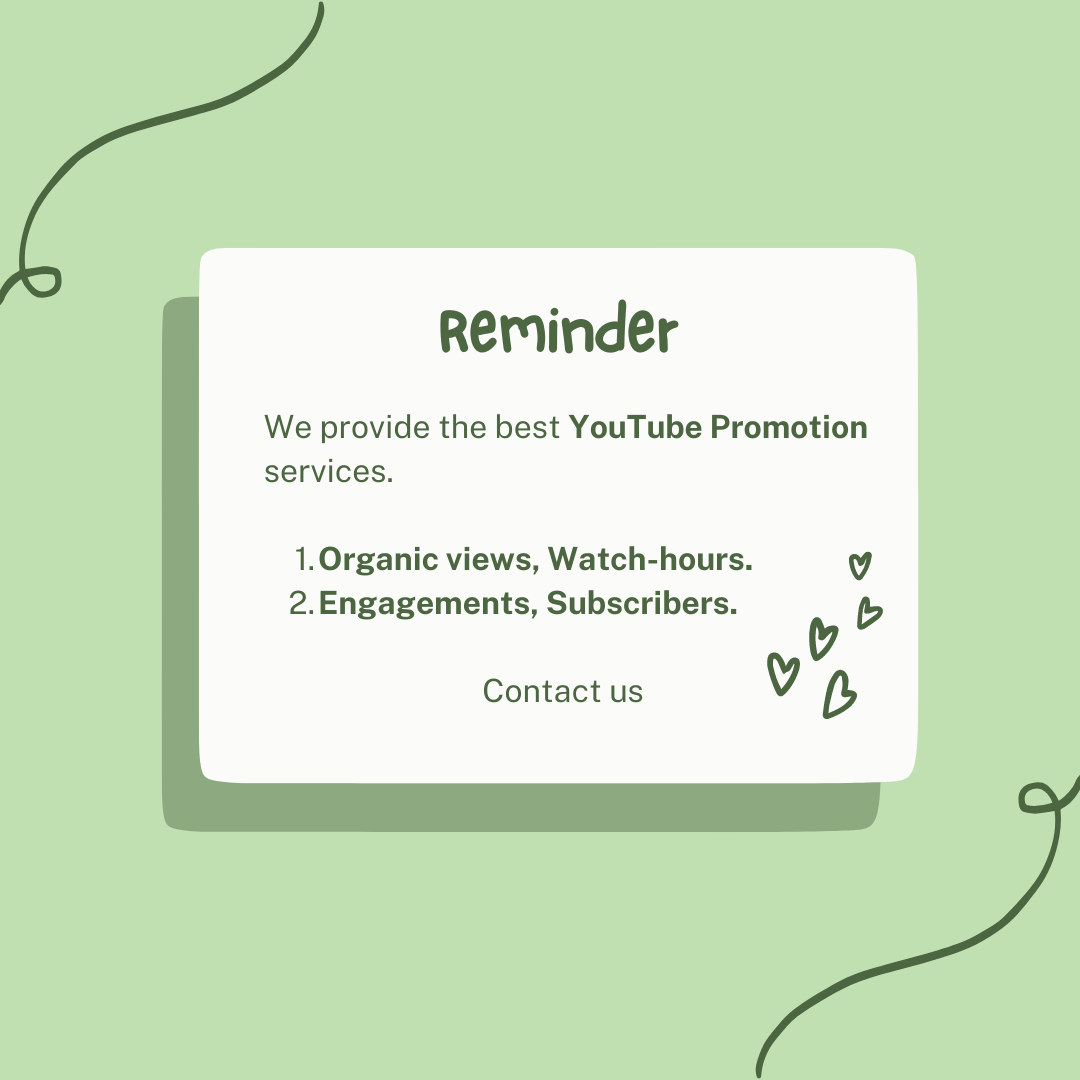 Reminder
We provide the best YouTube Promotion
services.
1. Organic views, Watch-hours.
2. Engagements, Subscribers.
Contact us